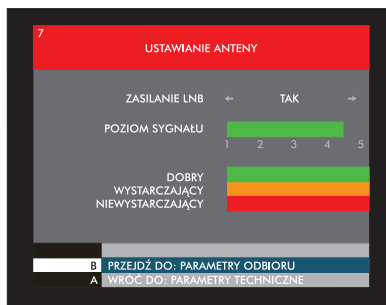 7
USTAWIANIE ANTENY
ZASILANIE LNB ← TAK →
POZIOM SYGNAŁU
1 2 3 4 5
DOBRY
WYSTARCZAJĄCY
NIEWYSTARCZAJĄCY
B PRZEJDŹ DO: PARAMETRY ODBIORU
A WRÓĆ DO: PARAMETRY TECHNICZNE